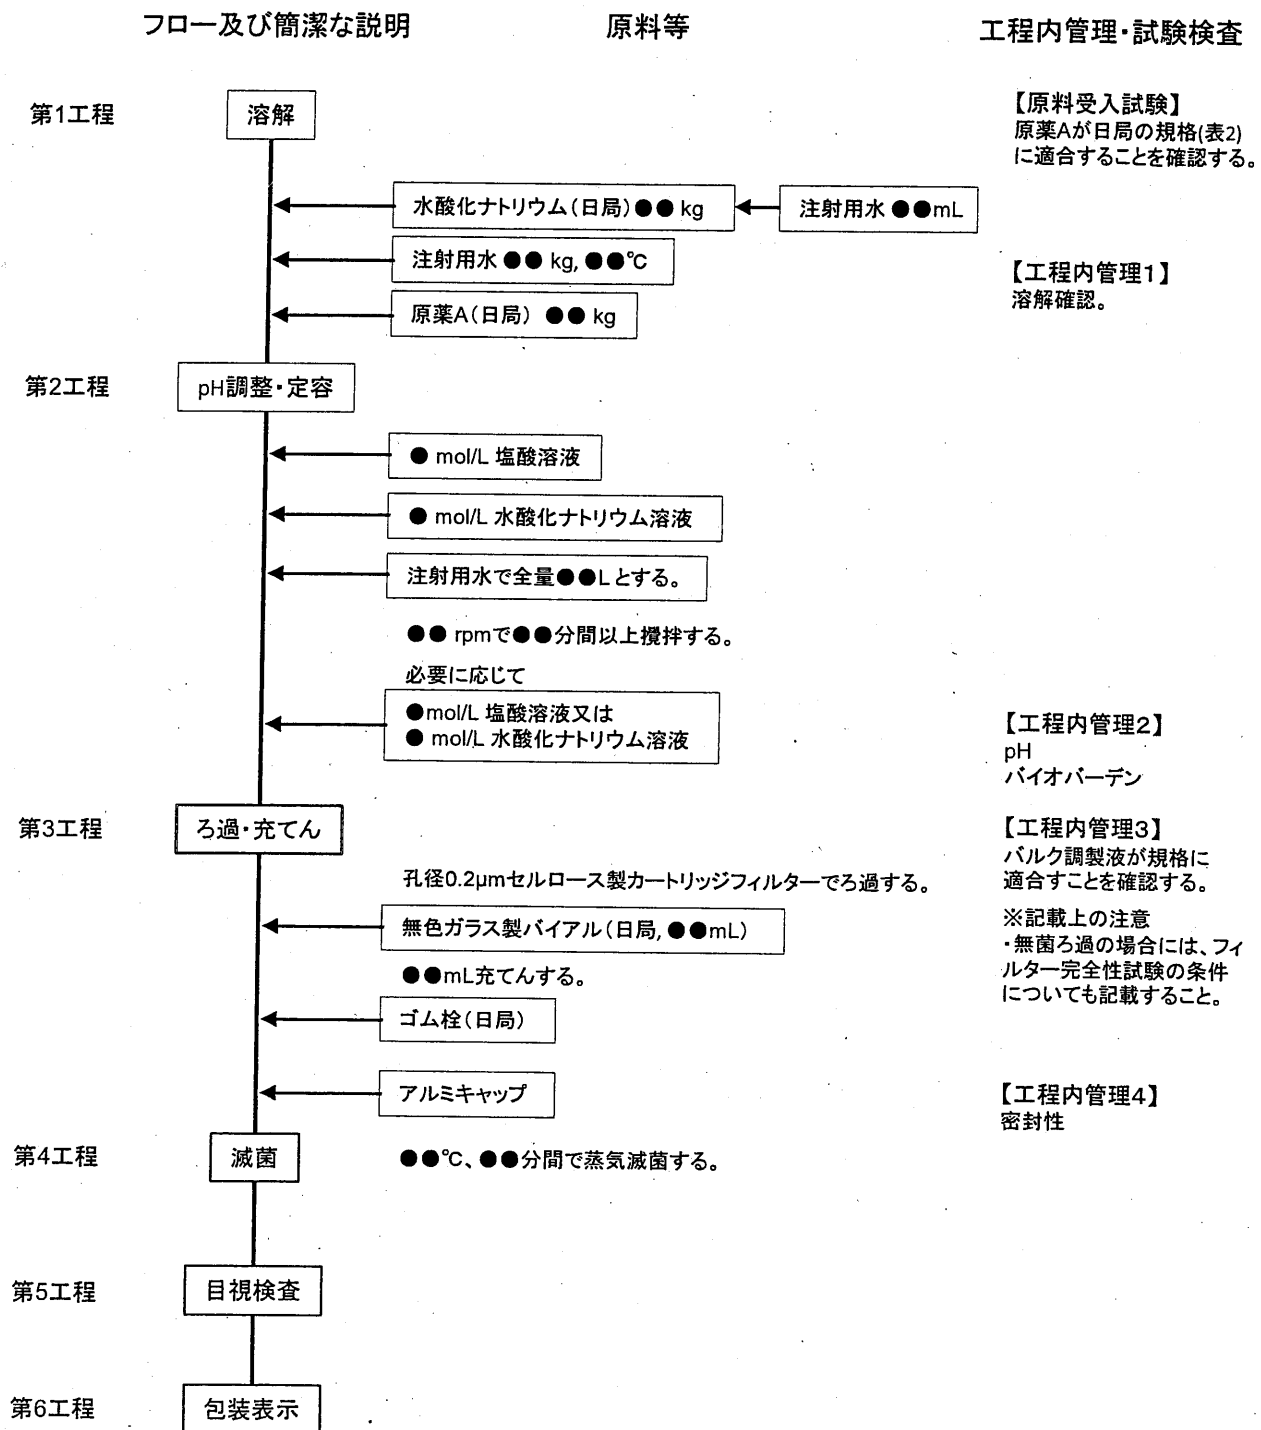 フロー及び簡潔な説明
原料等
工程内管理・試験検査
第1工程
溶解
【原料受入試験】
原薬Aが日局の規格(表2)
に適合することを確認する。
水酸化ナトリウム(日局)●● kg
注射用水 ●●mL
注射用水 ●● kg, ●●℃
【工程内管理1】
溶解確認。
原薬A(日局) ●● kg
第2工程
pH調整・定容
● mol/L 塩酸溶液
● mol/L 水酸化ナトリウム溶液
注射用水で全量●●Lとする。
●● rpmで●●分間以上攪拌する。
必要に応じて
●mol/L 塩酸溶液又は
● mol/L 水酸化ナトリウム溶液
【工程内管理2】
pH
バイオバーデン
第3工程
ろ過・充てん
【工程内管理3】
バルク調製液が規格に
適合すことを確認する。
孔径0.2μmセルロース製カートリッジフィルターでろ過する。
無色ガラス製バイアル(日局, ●●mL)
※記載上の注意
・無菌ろ過の場合には、フィ
ルター完全性試験の条件
についても記載すること。
●●mL充てんする。
ゴム栓(日局)
アルミキャップ
【工程内管理4】
密封性
第4工程
滅菌
●●℃、●●分間で蒸気滅菌する。
第5工程
目視検査
第6工程
包装表示